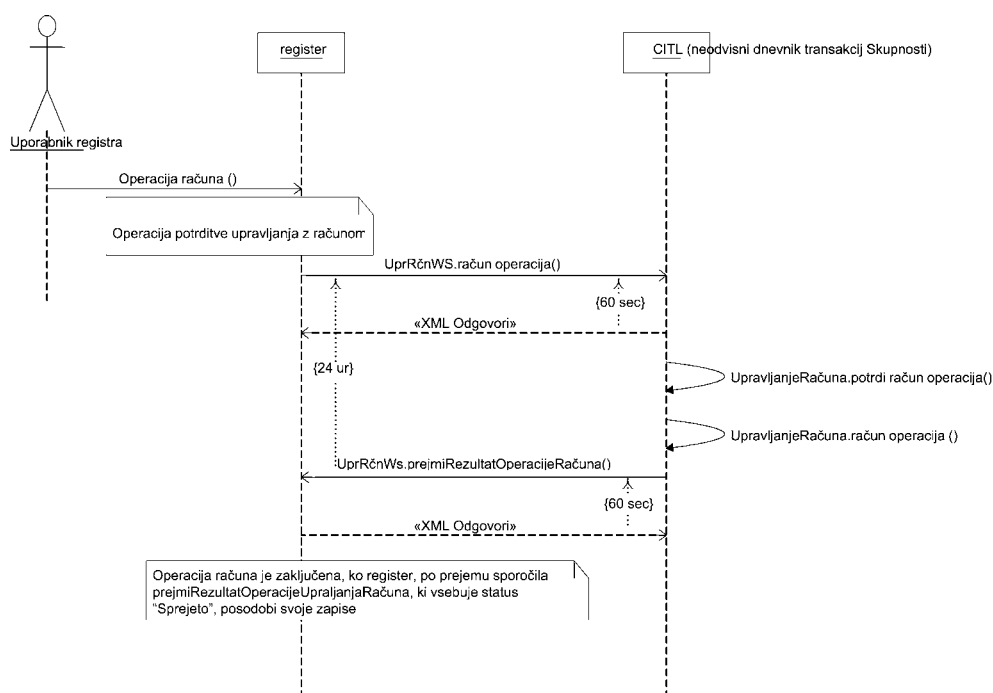 register
CITL (neodvisni dnevnik transakcij Skupnosti)
Uporabnik registra
Operacija računa ()
Operacija potrditve upravljanja z računom
UprRčnWS.račun operacija()
{60 sec}
«XML Odgovori»
{24 ur}
UpravljanjeRačuna.potrdi račun operacija()
UpravljanjeRačuna.račun operacija ()
UprRčnWs.prejmiRezultatOperacijeRačuna()
{60 sec}
«XML Odgovori»
Operacija računa je zaključena, ko register, po prejemu sporočila
prejmiRezultatOperacijeUpraljanjaRačuna, ki vsebuje status
“Sprejeto”, posodobi svoje zapise